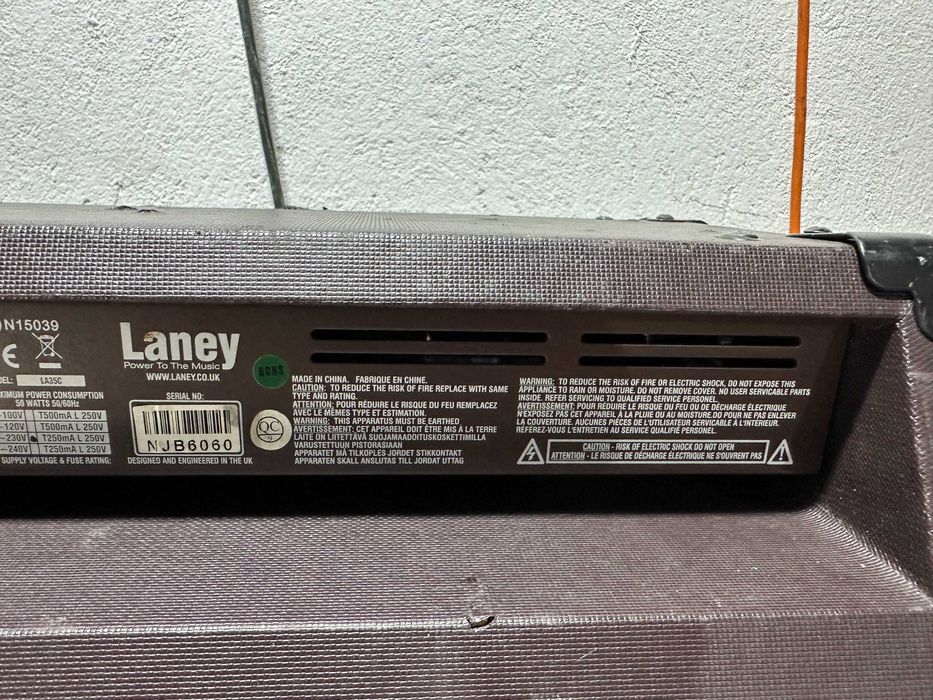 )N15039
CE
DEL: LA35C
XIMUM POWER CONSUMPTION
50 WATTS 50/60Hz
~100V T500mA L 250V
~120V T500mA L 250V
~230V T250mA L 250V
~240V T250mA L 250V
SUPPLY VOLTAGE & FUSE RATING:
Laney
Power To The Music
WWW.LANEY.CO.UK
SERIAL NO:
NJB6060
DESIGNED AND ENGINEERED IN THE UK
ROHS
QC
9
MADE IN CHINA. FABRIQUE EN CHINE.
CAUTION: TO REDUCE THE RISK OF FIRE REPLACE WITH SAME
TYPE AND RATING.
ATTENTION: POUR RÉDUIRE LE RISQUE DU FEU REMPLACEZ
AVEC LE MÊMES TYPE ET ESTIMATION.
WARNING: THIS APPARATUS MUST BE EARTHED
AVERTISSEMENT: CET APPAREIL DOIT ÊTRE MIS À LA TERRE
LAITE ON LIITETTÄVÄ SUOJAMAADOITUSKOSKETTIMILLA
VARUSTETTUUN PISTORASIAAN
APPARATET MÅ TILKOPLES JORDET STIKKONTAKT
APPARATEN SKALL ANSLUTAS TILL JORDAT UTTAG
WARNING: TO REDUCE THE RISK OF FIRE OR ELECTRIC SHOCK, DO NOT EXPOSE THIS
APPLIANCE TO RAIN OR MOISTURE. DO NOT REMOVE COVER. NO USER SERVICEABLE PARTS
INSIDE. REFER SERVICING TO QUALIFIED SERVICE PERSONEL.
AVERTISSEMENT: POUR RÉDUIRE LE RISQUE DU FEU OU DE DÉCHARGE ÉLECTRIQUE
N'EXPOSEZ PAS CET APPAREIL A LA PLUIE OU AU MOISTURE.DO POUR NE PAS ENLEVER
LA COUVERTURE. AUCUNES PIÈCES DE L'UTILISATEUR SERVICEABLE À L'INTÉRIEUR.
RÉFEREZ-VOUS L'ENTRETIEN AU SERVICE QUALIFIÉ PERSONEL.
CAUTION - RISK OF ELECTRIC SHOCK DO NOT OPEN
ATTENTION - LE RISQUE DE DÉCHARGE ÉLECTRIQUE NE S'OUVRENT PAS